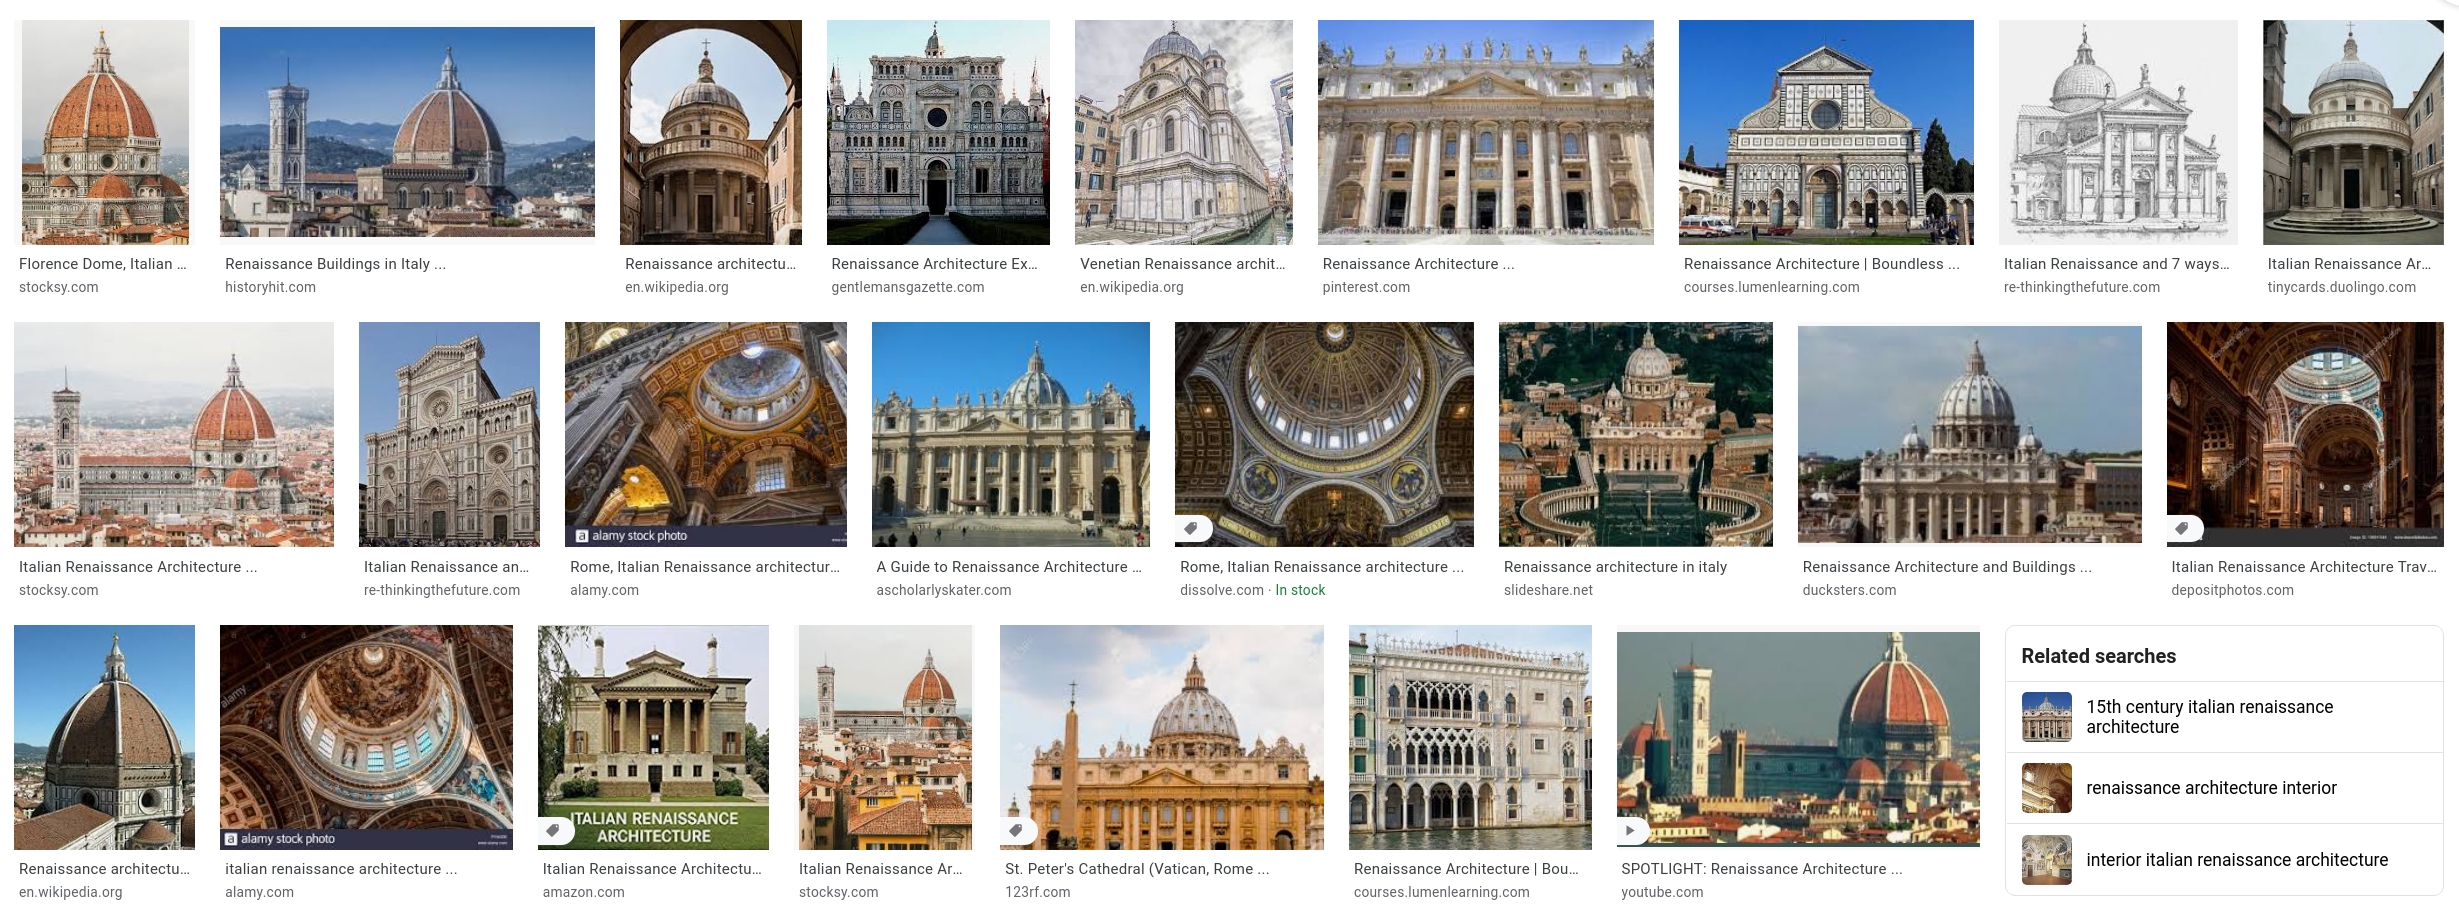 Florence Dome, Italian ...
stocksy.com
Renaissance Buildings in Italy ...
historyhit.com
Renaissance architectu...
en.wikipedia.org
Renaissance Architecture Ex...
gentlemansgazette.com
Venetian Renaissance archit...
en.wikipedia.org
Renaissance Architecture ...
pinterest.com
Renaissance Architecture | Boundless ...
courses.lumenlearning.com
Italian Renaissance and 7 ways...
re-thinkingthefuture.com
Italian Renaissance Ar...
tinycards.duolingo.com
a alamy stock photo
Italian Renaissance Architecture ...
stocksy.com
Italian Renaissance an...
re-thinkingthefuture.com
Rome, Italian Renaissance architectur...
alamy.com
A Guide to Renaissance Architecture ...
ascholarlyskater.com
Rome, Italian Renaissance architecture ...
dissolve.com · In stock
Renaissance architecture in italy
slideshare.net
Renaissance Architecture and Buildings ...
ducksters.com
Italian Renaissance Architecture Trav...
depositphotos.com
alamy
a alamy stock photo
ITALIAN RENAISSANCE
ARCHITECTURE
Renaissance architectu...
en.wikipedia.org
italian renaissance architecture ...
alamy.com
Italian Renaissance Architectu...
amazon.com
Italian Renaissance Ar...
stocksy.com
St. Peter's Cathedral (Vatican, Rome ...
123rf.com
Renaissance Architecture | Bou...
courses.lumenlearning.com
SPOTLIGHT: Renaissance Architecture ...
youtube.com
Related searches
15th century italian renaissance
architecture
renaissance architecture interior
interior italian renaissance architecture